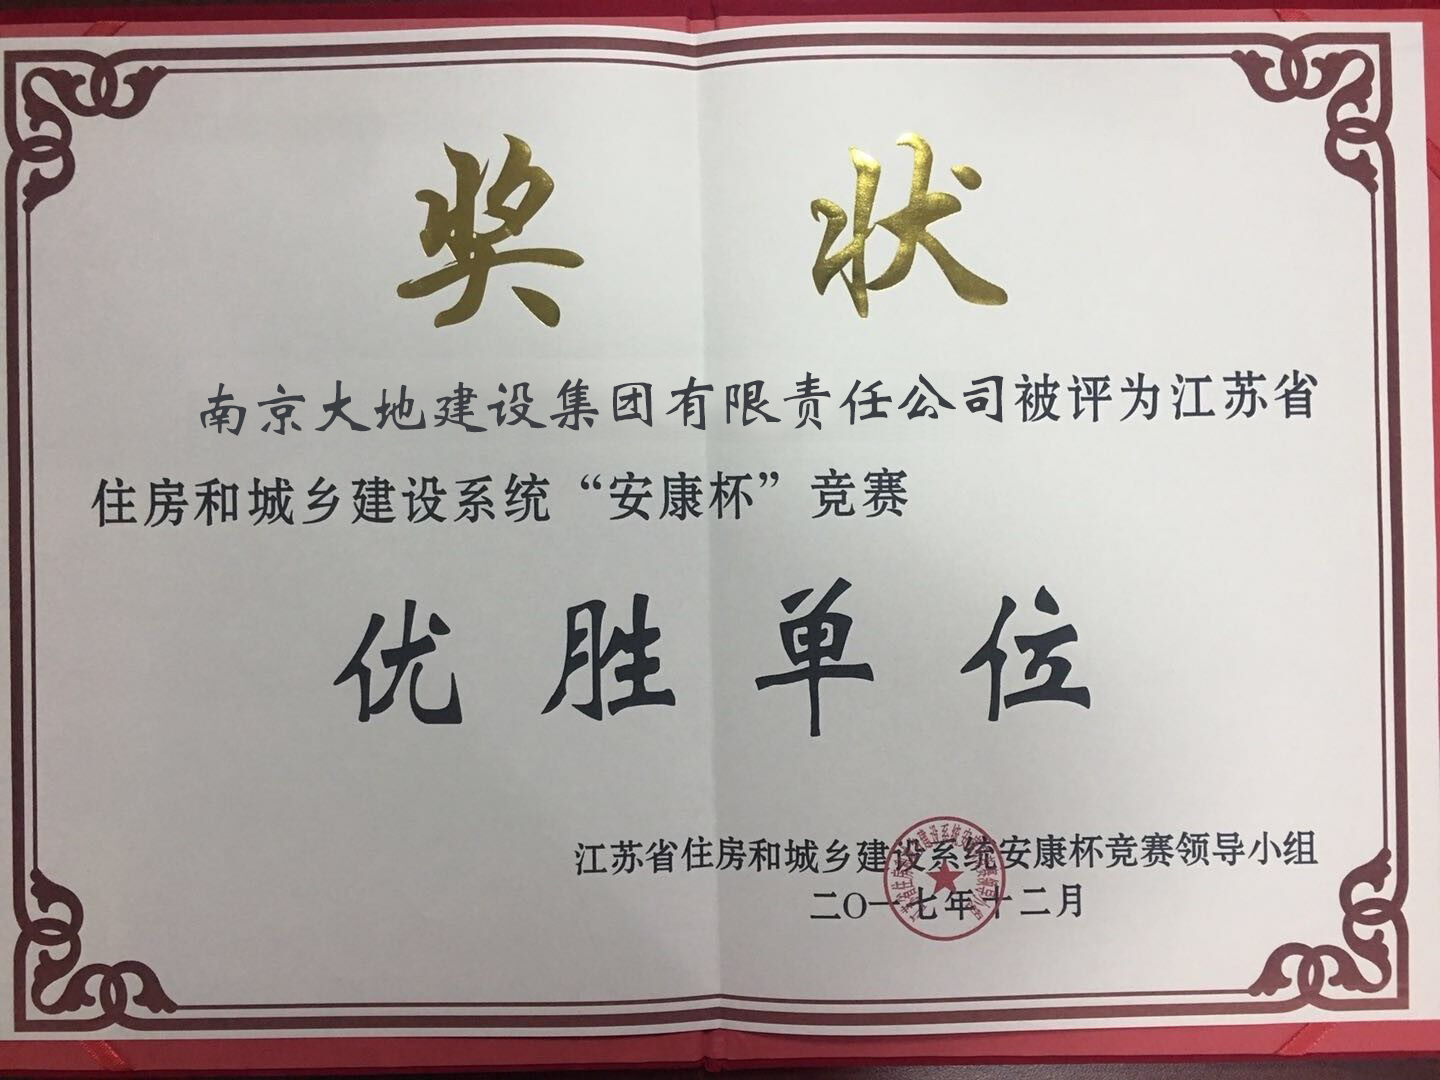 奖状
南京大地建设集团有限责任公司被评为江苏省
住房和城乡建设系统“安康杯”竞赛
优胜单位
江苏省住房和城乡建设系统安康杯竞赛领导小组
二〇一七年十二月